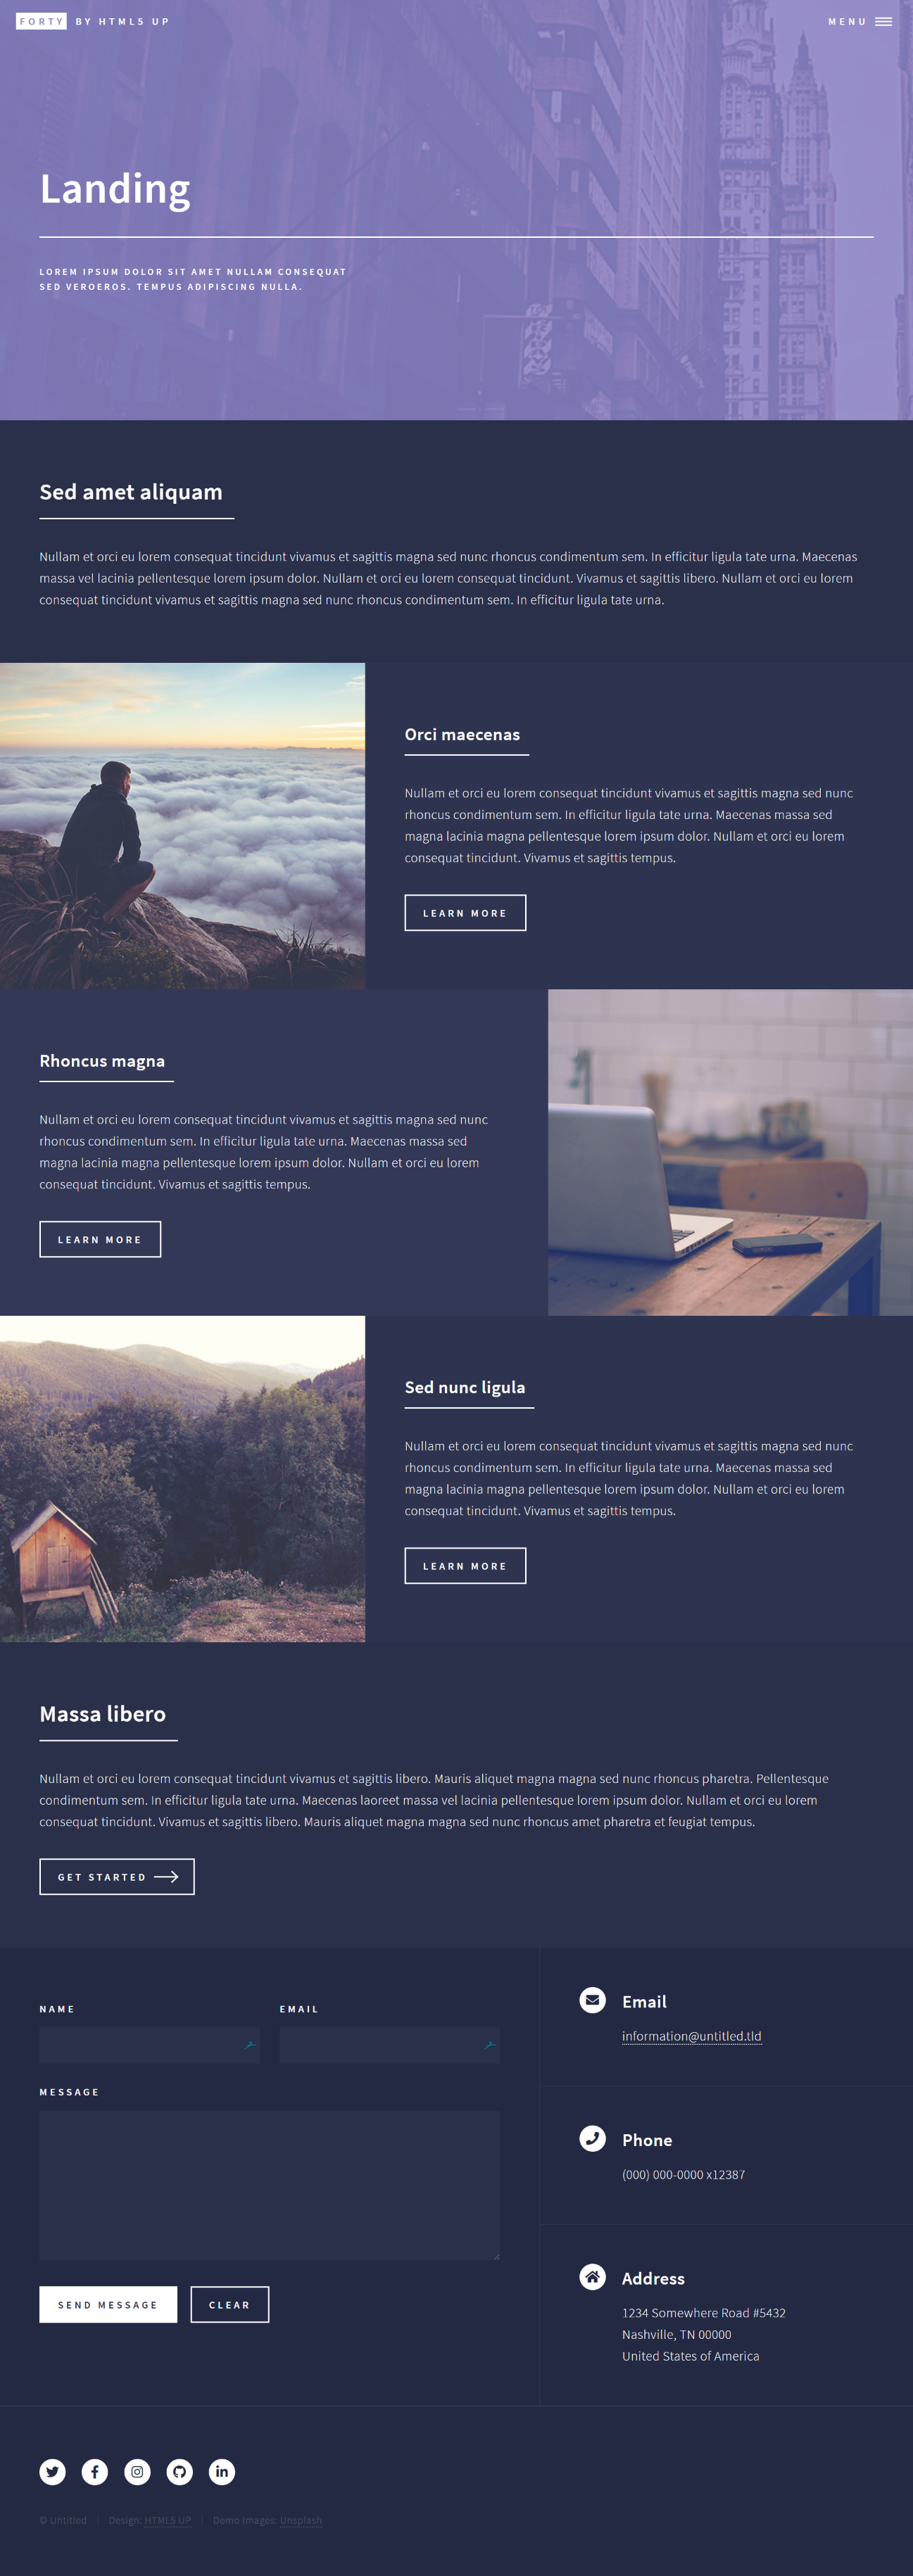 FORTY BY HTML5 UP
MENU
Landing
LOREM IPSUM DOLOR SIT AMET NULLAM CONSEQUAT
SED VEROEROS. TEMPUS ADIPISCING NULLA.
Sed amet aliquam
Nullam et orci eu lorem consequat tincidunt vivamus et sagittis magna sed nunc rhoncus condimentum sem. In efficitur ligula tate urna. Maecenas
massa vel lacinia pellentesque lorem ipsum dolor. Nullam et orci eu lorem consequat tincidunt. Vivamus et sagittis libero. Nullam et orci eu lorem
consequat tincidunt vivamus et sagittis magna sed nunc rhoncus condimentum sem. In efficitur ligula tate urna.
Orci maecenas
Nullam et orci eu lorem consequat tincidunt vivamus et sagittis magna sed nunc
rhoncus condimentum sem. In efficitur ligula tate urna. Maecenas massa sed
magna lacinia magna pellentesque lorem ipsum dolor. Nullam et orci eu lorem
consequat tincidunt. Vivamus et sagittis tempus.
LEARN MORE
Rhoncus magna
Nullam et orci eu lorem consequat tincidunt vivamus et sagittis magna sed nunc
rhoncus condimentum sem. In efficitur ligula tate urna. Maecenas massa sed
magna lacinia magna pellentesque lorem ipsum dolor. Nullam et orci eu lorem
consequat tincidunt. Vivamus et sagittis tempus.
LEARN MORE
Sed nunc ligula
Nullam et orci eu lorem consequat tincidunt vivamus et sagittis magna sed nunc
rhoncus condimentum sem. In efficitur ligula tate urna. Maecenas massa sed
magna lacinia magna pellentesque lorem ipsum dolor. Nullam et orci eu lorem
consequat tincidunt. Vivamus et sagittis tempus.
LEARN MORE
Massa libero
Nullam et orci eu lorem consequat tincidunt vivamus et sagittis libero. Mauris aliquet magna magna sed nunc rhoncus pharetra. Pellentesque
condimentum sem. In efficitur ligula tate urna. Maecenas laoreet massa vel lacinia pellentesque lorem ipsum dolor. Nullam et orci eu lorem
consequat tincidunt. Vivamus et sagittis libero. Mauris aliquet magna magna sed nunc rhoncus amet pharetra et feugiat tempus.
GET STARTED
NAME
EMAIL
MESSAGE
SEND MESSAGE
CLEAR
Email
information@untitled.tld
Phone
(000) 000-0000 x12387
Address
1234 Somewhere Road #5432
Nashville, TN 00000
United States of America
© Untitled | Design: HTML5 UP | Demo Images: Unsplash